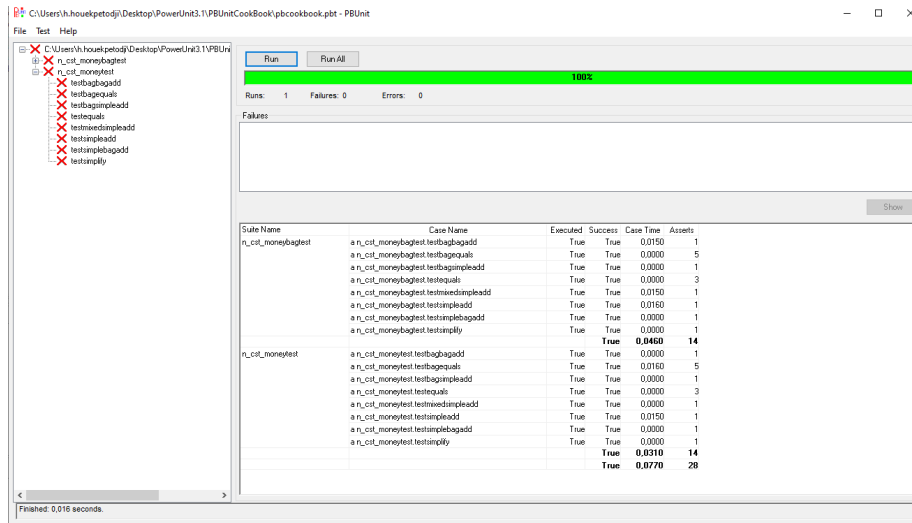 C:\Users\h.houekpetodji\Desktop\PowerUnit3.1\PBUnitCookBook\pbcookbook.pbt - PBUnit
File Test Help
C:\Users\h.houekpetodji\Desktop\PowerUnit3.1\PBUni
n_cst_moneybagtest
n_cst_moneytest
testbagbagadd
testbagequals
testbagsimpleadd
testequals
testmixedsimpleadd
testsimpleadd
testsimplebagadd
testsimplify
Run Run All
100%
Runs: 1 Failures: 0 Errors: 0
Failures
Show
Suite Name Case Name Executed Success Case Time Asserts
n_cst_moneybagtest a n_cst_moneybagtest.testbagbagadd True True 0,0150 1
a n_cst_moneybagtest.testbagequals True True 0,0000 5
a n_cst_moneybagtest.testbagsimpleadd True True 0,0000 1
a n_cst_moneybagtest.testequals True True 0,0000 3
a n_cst_moneybagtest.testmixedsimpleadd True True 0,0150 1
a n_cst_moneybagtest.testsimpleadd True True 0,0160 1
a n_cst_moneybagtest.testsimplebagadd True True 0,0000 1
a n_cst_moneybagtest.testsimplify True True 0,0000 1
True 0,0460 14
n_cst_moneytest a n_cst_moneytest.testbagbagadd True True 0,0000 1
a n_cst_moneytest.testbagequals True True 0,0160 5
a n_cst_moneytest.testbagsimpleadd True True 0,0000 1
a n_cst_moneytest.testequals True True 0,0000 3
a n_cst_moneytest.testmixedsimpleadd True True 0,0000 1
a n_cst_moneytest.testsimpleadd True True 0,0150 1
a n_cst_moneytest.testsimplebagadd True True 0,0000 1
a n_cst_moneytest.testsimplify True True 0,0000 1
True 0,0310 14
True 0,0770 28
Finished: 0,016 seconds.